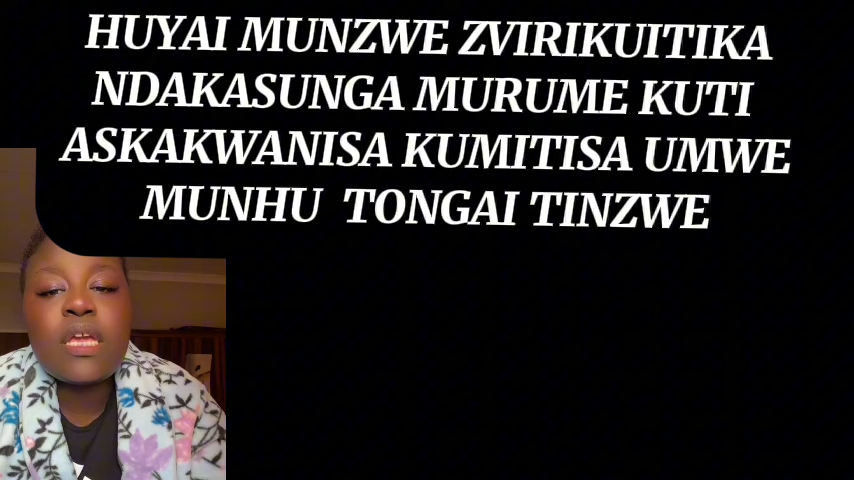 HUYAI MUNZWE ZVIRIKUITIKA
NDAKASUNGA MURUME KUTI
ASKAKWANISA KUMITISA UMWE
MUNHU TONGAI TINZWE